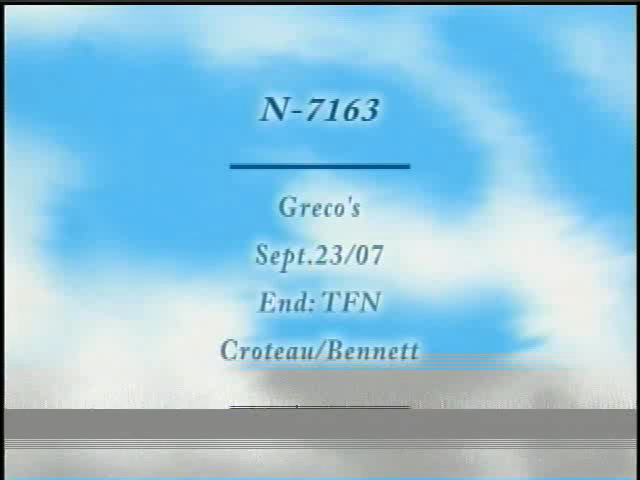 N-7163
Greco's
Sept.23/07
End: TFN
Croteau/Bennett